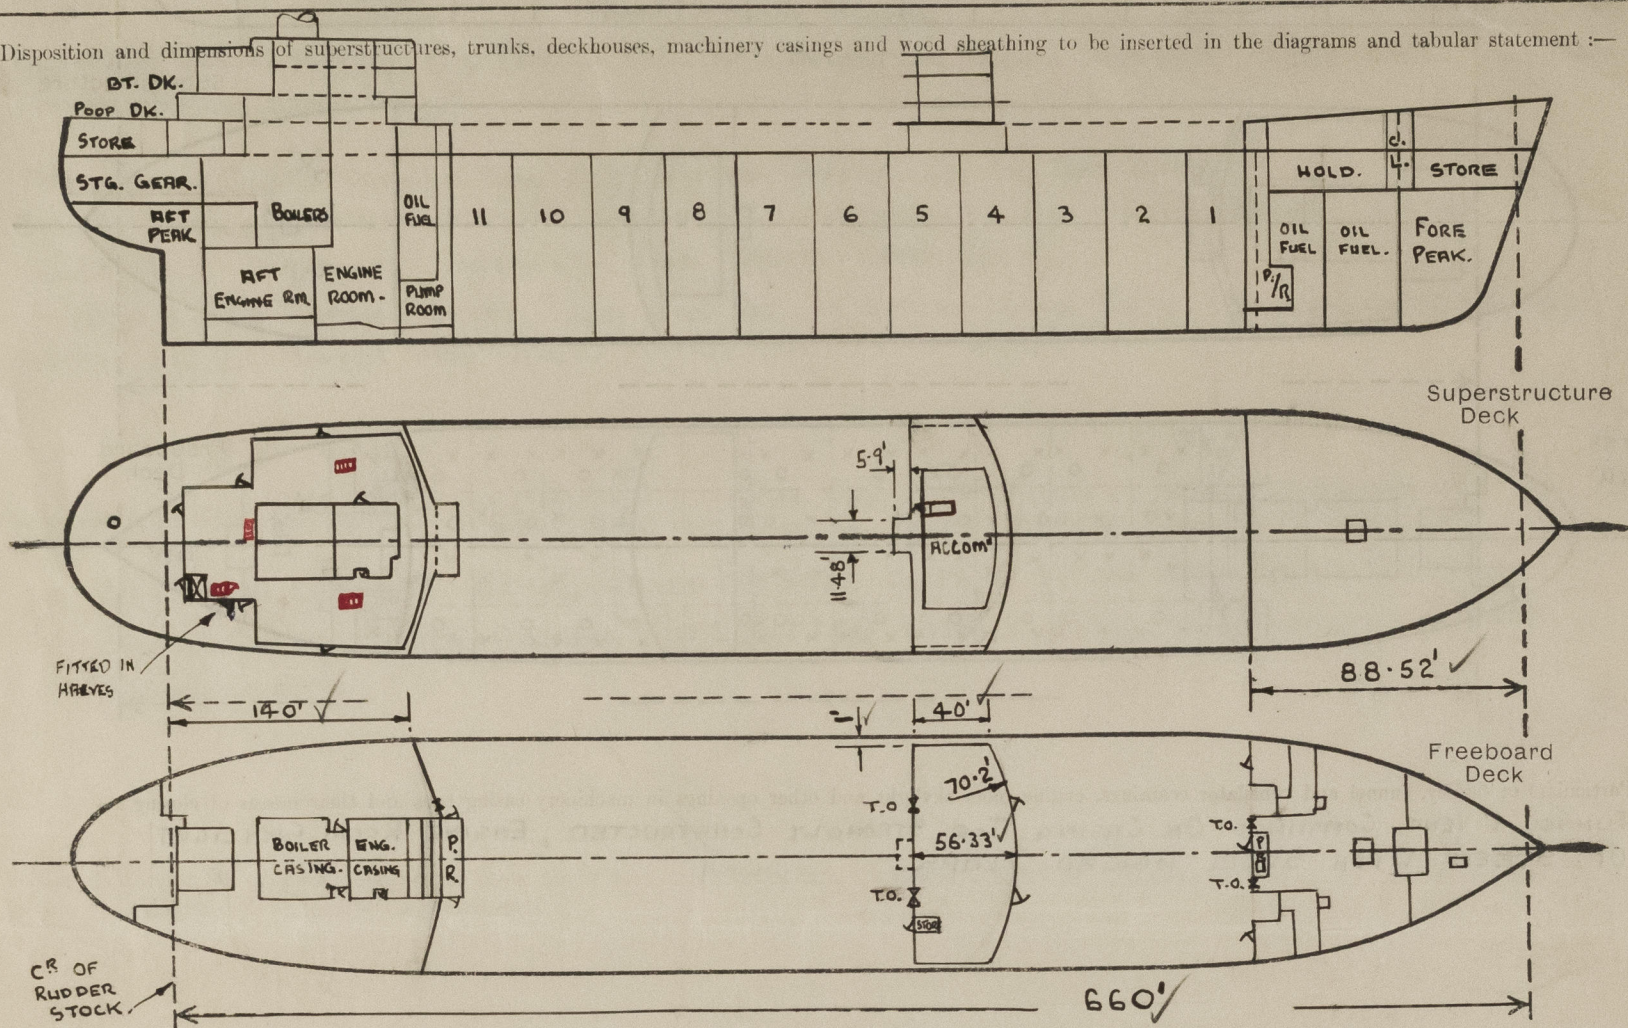 Disposition and dimensions of superstructures, trunks, deckhouses, machinery casings and wood sheathing to be inserted in the diagrams and tabular statement :—
BT. DK.
POOP DK.
STORE
STG. GEAR.
AFT
PEAK
BOILERS
AFT
ENGINE RM
ENGINE
ROOM-
OIL
FUEL
PUMP
ROOM
11 10 9 8 7 6 5 4 3 2 1
HOLD.
C.
L.
STORE
OIL
FUEL
OIL
FUEL.
FORE
PEAK.
P./R
Superstructure
Deck
5·9'
11·48'
ACCOMN
FITTED IN
HALVES
140'
40'
88·52'
Freeboard
Deck
1'
70·2'
56·33'
T.O
T.O.
STORE
BOILER
CASING.
ENG.
CASING
P.
R
T.O.
T.O.
P
CR OF
RUDDER
STOCK.
660'